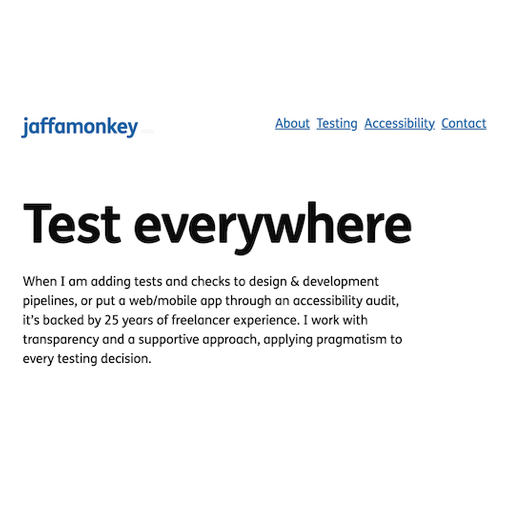 jaffamonkey
About Testing Accessibility Contact
Test everywhere
When I am adding tests and checks to design & development
pipelines, or put a web/mobile app through an accessibility audit,
it's backed by 25 years of freelancer experience. I work with
transparency and a supportive approach, applying pragmatism to
every testing decision.